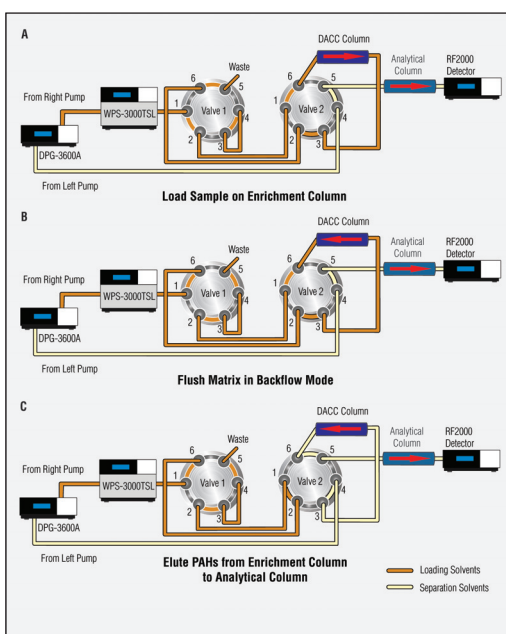 A
DACC Column
Analytical
Column
RF2000
Detector
Waste
From Right Pump
WPS-3000TSL
DPG-3600A
From Left Pump
Valve 1
Valve 2
6
5
1
4
2
3
6
5
1
4
2
3
Load Sample on Enrichment Column
B
DACC Column
Analytical
Column
RF2000
Detector
Waste
From Right Pump
WPS-3000TSL
DPG-3600A
From Left Pump
Valve 1
Valve 2
6
5
1
4
2
3
6
5
1
4
2
3
Flush Matrix in Backflow Mode
C
DACC Column
Analytical
Column
RF2000
Detector
Waste
From Right Pump
WPS-3000TSL
DPG-3600A
From Left Pump
Valve 1
Valve 2
6
5
1
4
2
3
6
5
1
4
2
3
Elute PAHs from Enrichment Column
to Analytical Column
Loading Solvents
Separation Solvents